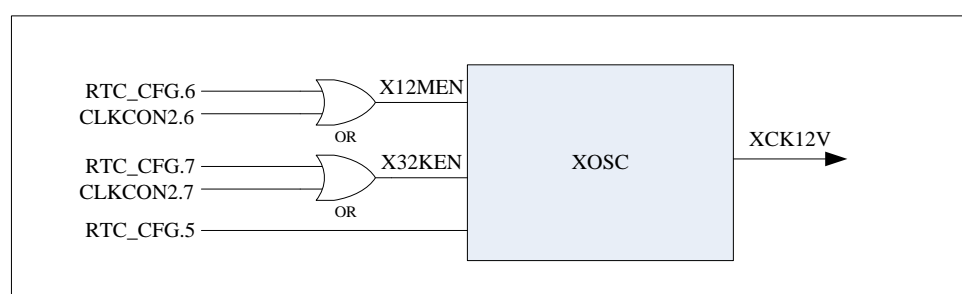 RTC_CFG.6
CLKCON2.6
OR
X12MEN
RTC_CFG.7
CLKCON2.7
OR
X32KEN
RTC_CFG.5
XOSC
XCK12V